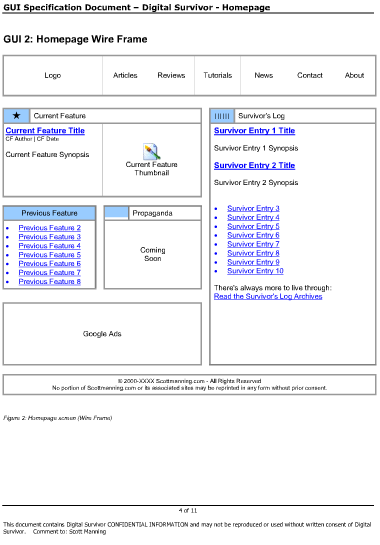 GUI Specification Document – Digital Survivor - Homepage
GUI 2: Homepage Wire Frame
Logo Articles Reviews Tutorials News Contact About
Current Feature
Current Feature Title
CF Author | CF Date
Current Feature Synopsis
Current Feature
Thumbnail
Survivor's Log
Survivor Entry 1 Title
Survivor Entry 1 Synopsis
Survivor Entry 2 Title
Survivor Entry 2 Synopsis
• Survivor Entry 3
• Survivor Entry 4
• Survivor Entry 5
• Survivor Entry 6
• Survivor Entry 7
• Survivor Entry 8
• Survivor Entry 9
• Survivor Entry 10
There's always more to live through:
Read the Survivor's Log Archives
Previous Feature
• Previous Feature 2
• Previous Feature 3
• Previous Feature 4
• Previous Feature 5
• Previous Feature 6
• Previous Feature 7
• Previous Feature 8
Propaganda
Coming
Soon
Google Ads
© 2000-XXXX Scottmanning.com - All Rights Reserved
No portion of Scottmanning.com or its associated sites may be reprinted in any form without prior consent.
Figure 2: Homepage screen (Wire Frame)
4 of 11
This document contains Digital Survivor CONFIDENTIAL INFORMATION and may not be reproduced or used without written consent of Digital
Survivor. Comment to: Scott Manning